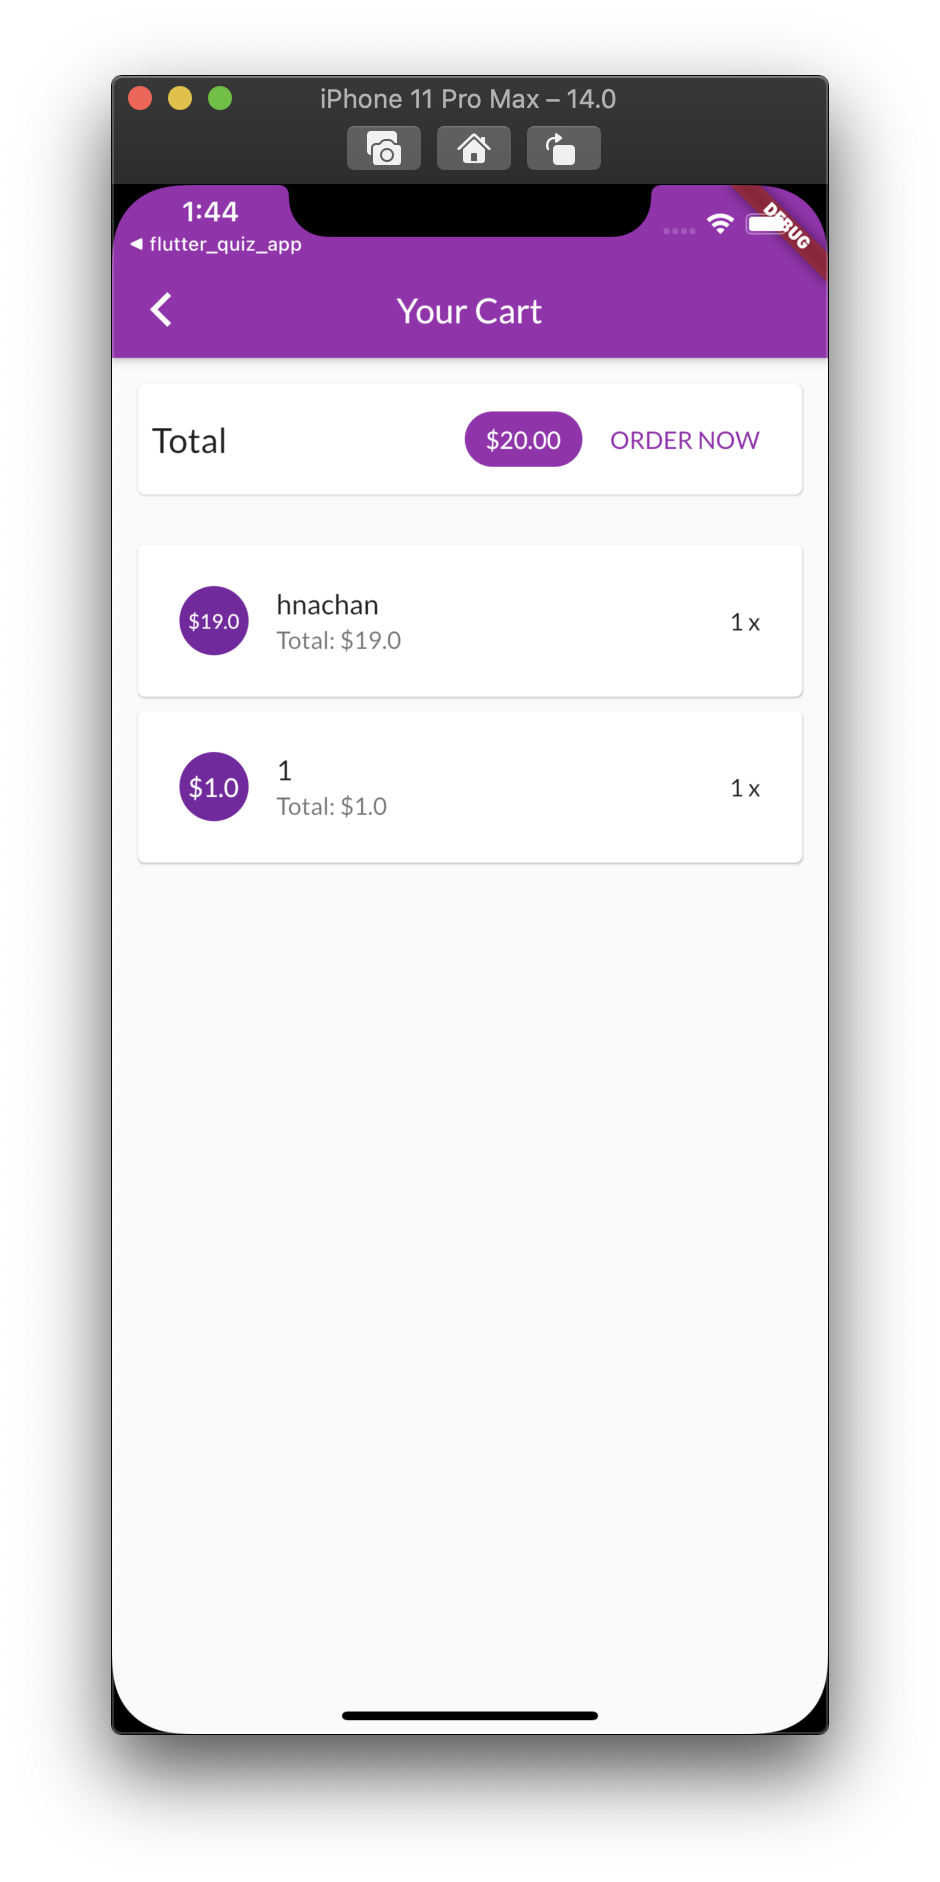 iPhone 11 Pro Max – 14.0
1:44
DEBUG
◀ flutter_quiz_app
Your Cart
Total
$20.00
ORDER NOW
$19.0
hnachan
Total: $19.0
1 x
$1.0
1
Total: $1.0
1 x